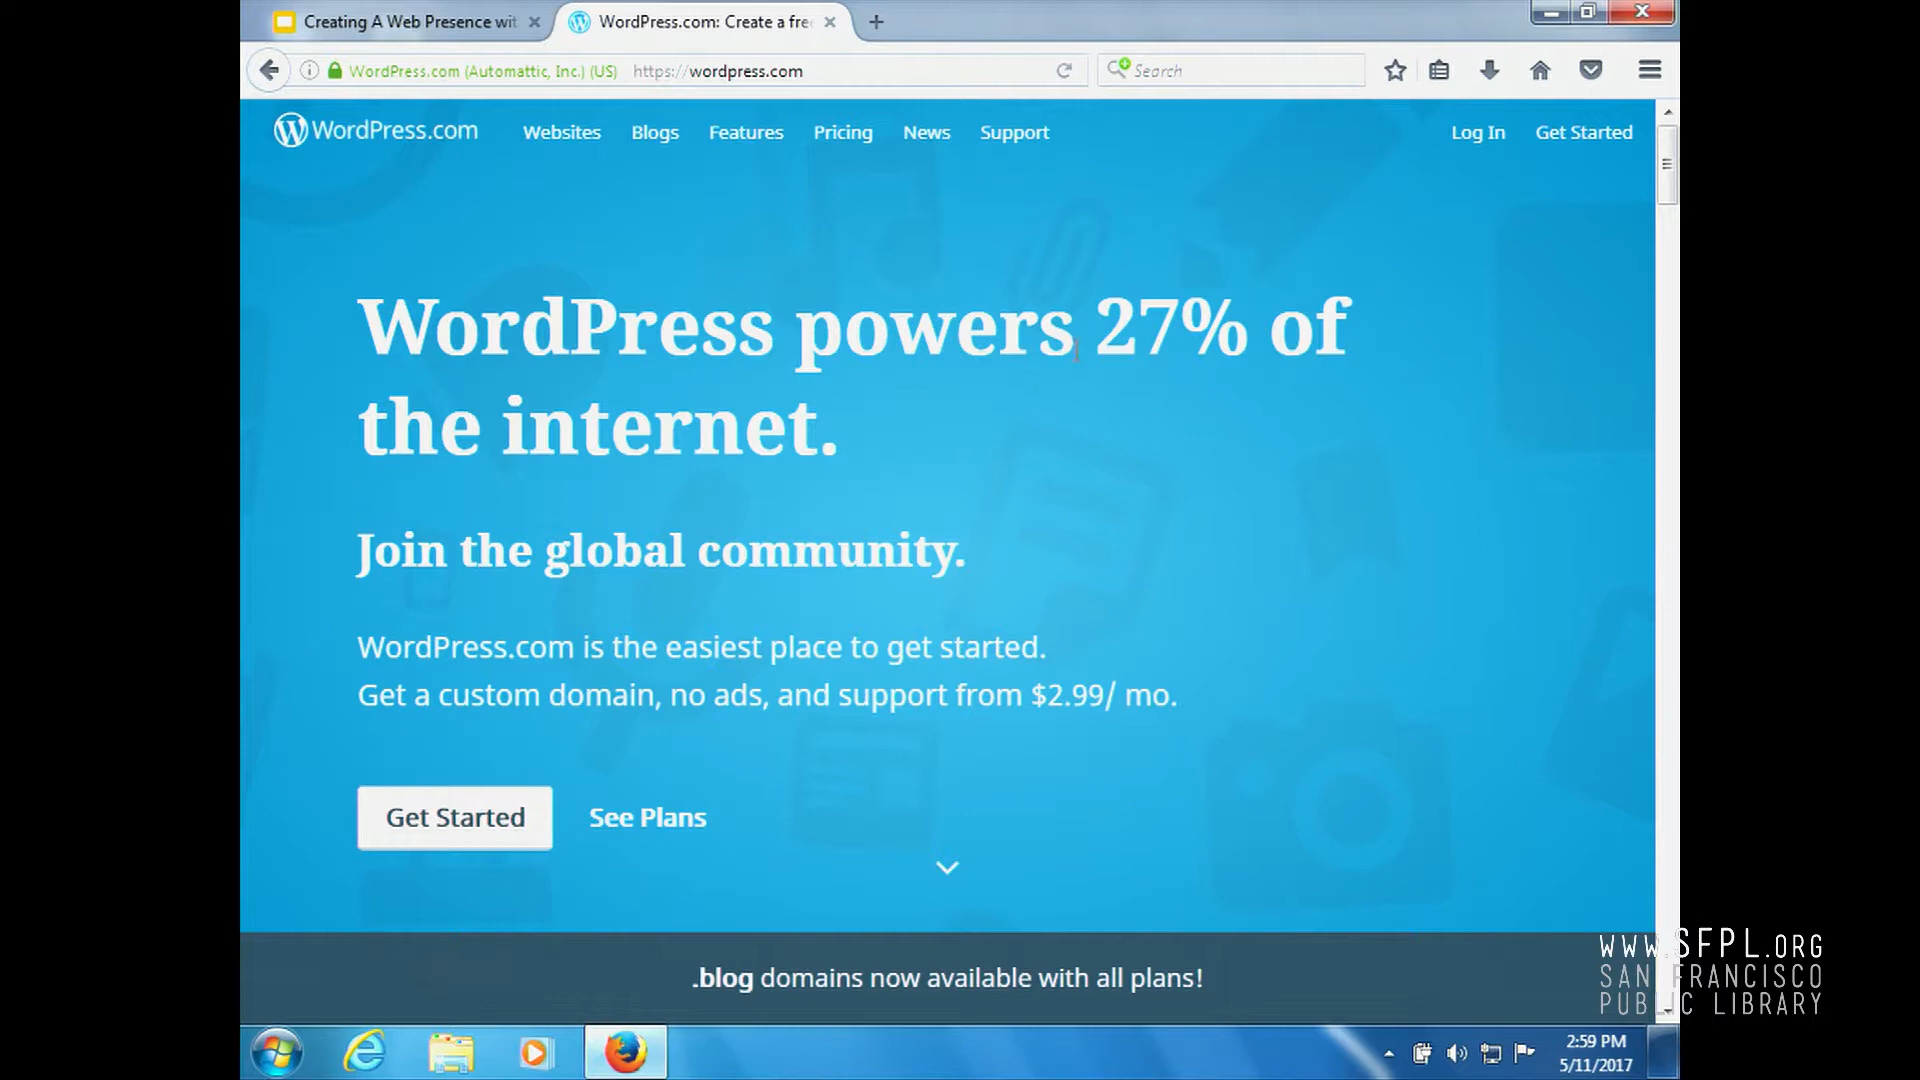 Creating A Web Presence wit
WordPress.com: Create a fre
WordPress.com (Automattic, Inc.) (US) https://wordpress.com
Search
WordPress.com Websites Blogs Features Pricing News Support Log In Get Started
WordPress powers 27% of
the internet.
Join the global community.
WordPress.com is the easiest place to get started.
Get a custom domain, no ads, and support from $2.99/ mo.
Get Started See Plans
.blog domains now available with all plans!
WWW.SFPL.ORG
SAN FRANCISCO
PUBLIC LIBRARY
2:59 PM
5/11/2017